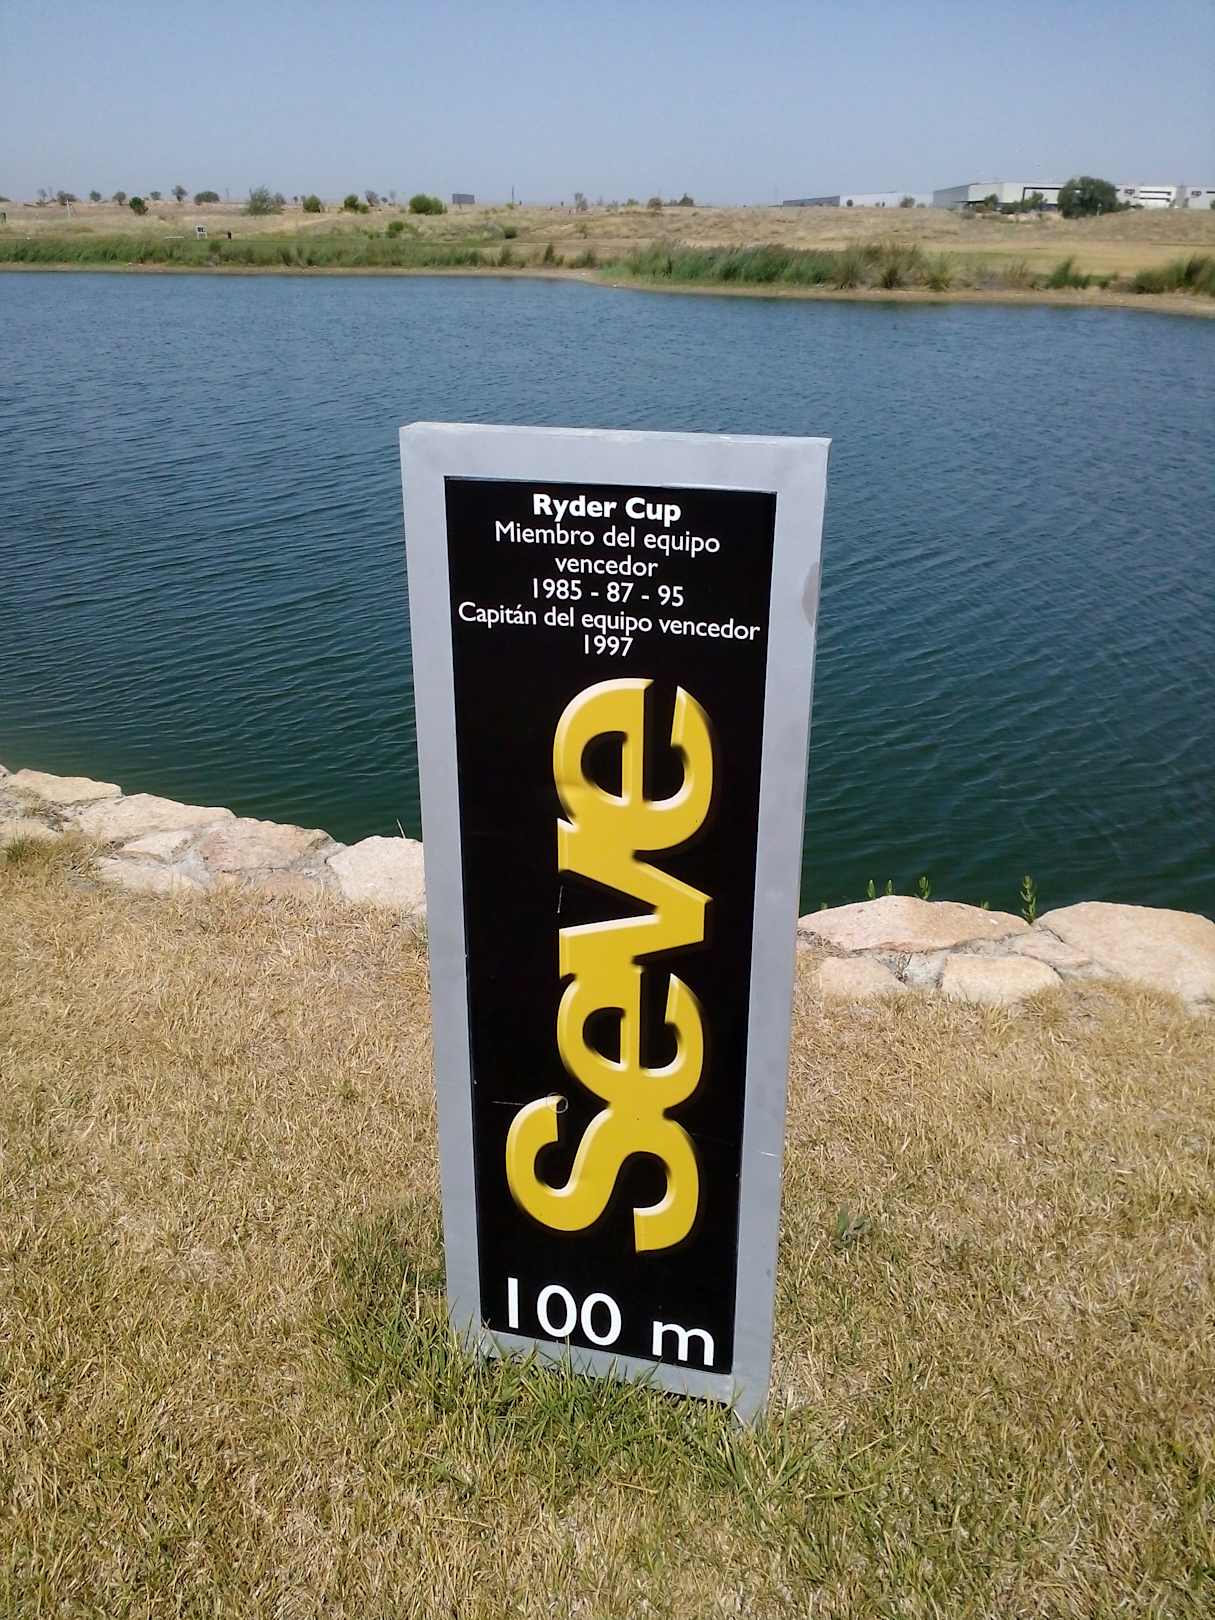 Ryder Cup
Miembro del equipo
vencedor
1985 - 87 - 95
Capitán del equipo vencedor
1997
Seve
100 m